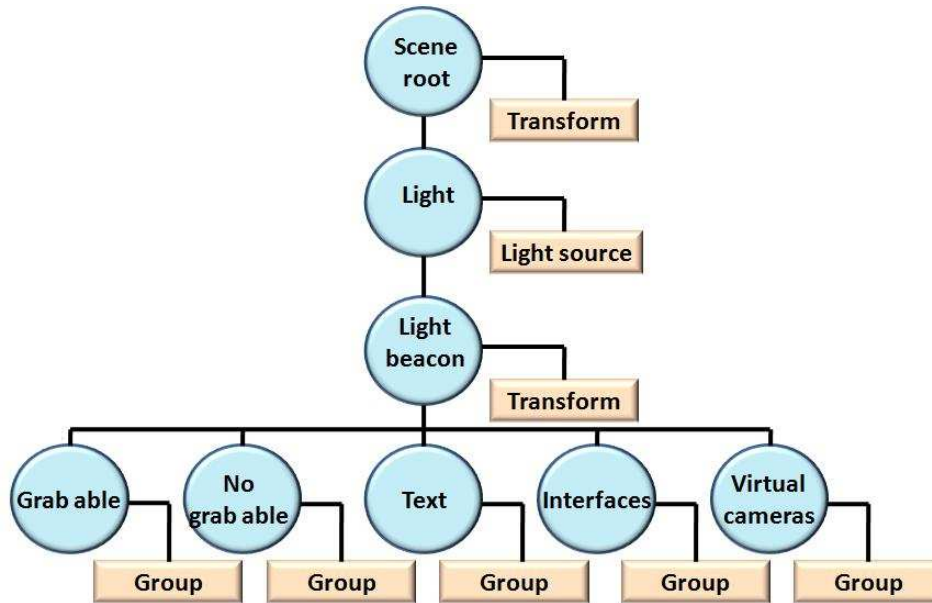 Scene
root
Transform
Light
Light source
Light
beacon
Transform
Grab able
No
grab able
Text
Interfaces
Virtual
cameras
Group
Group
Group
Group
Group